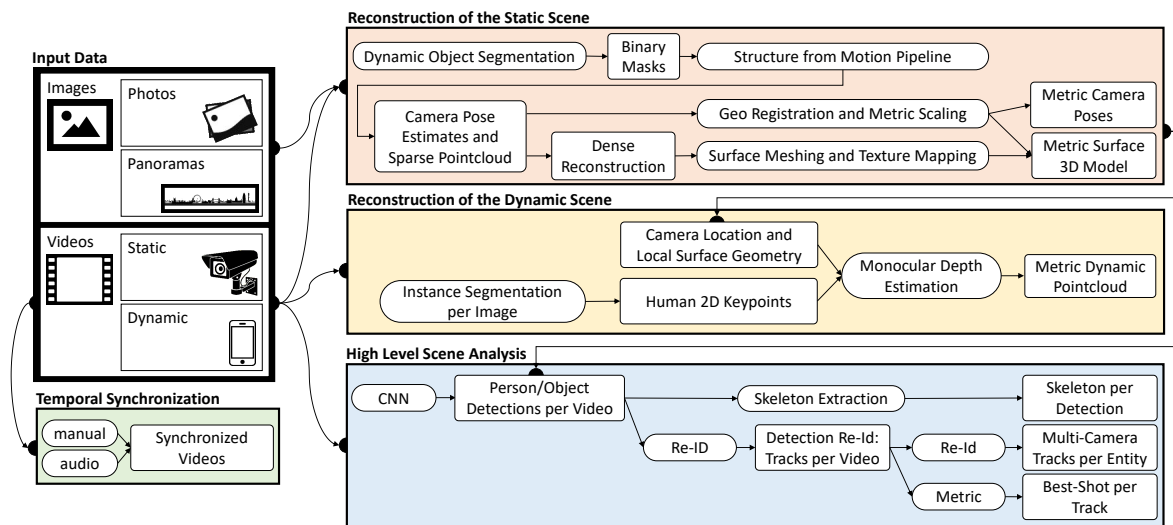 Input Data
Images
Photos
Panoramas
Videos
Static
Dynamic
Temporal Synchronization
manual
audio
Synchronized
Videos
Reconstruction of the Static Scene
Dynamic Object Segmentation
Binary
Masks
Structure from Motion Pipeline
Camera Pose
Estimates and
Sparse Pointcloud
Geo Registration and Metric Scaling
Metric Camera
Poses
Dense
Reconstruction
Surface Meshing and Texture Mapping
Metric Surface
3D Model
Reconstruction of the Dynamic Scene
Camera Location and
Local Surface Geometry
Instance Segmentation
per Image
Human 2D Keypoints
Monocular Depth
Estimation
Metric Dynamic
Pointcloud
High Level Scene Analysis
CNN
Person/Object
Detections per Video
Skeleton Extraction
Skeleton per
Detection
Re-ID
Detection Re-Id:
Tracks per Video
Re-Id
Multi-Camera
Tracks per Entity
Metric
Best-Shot per
Track